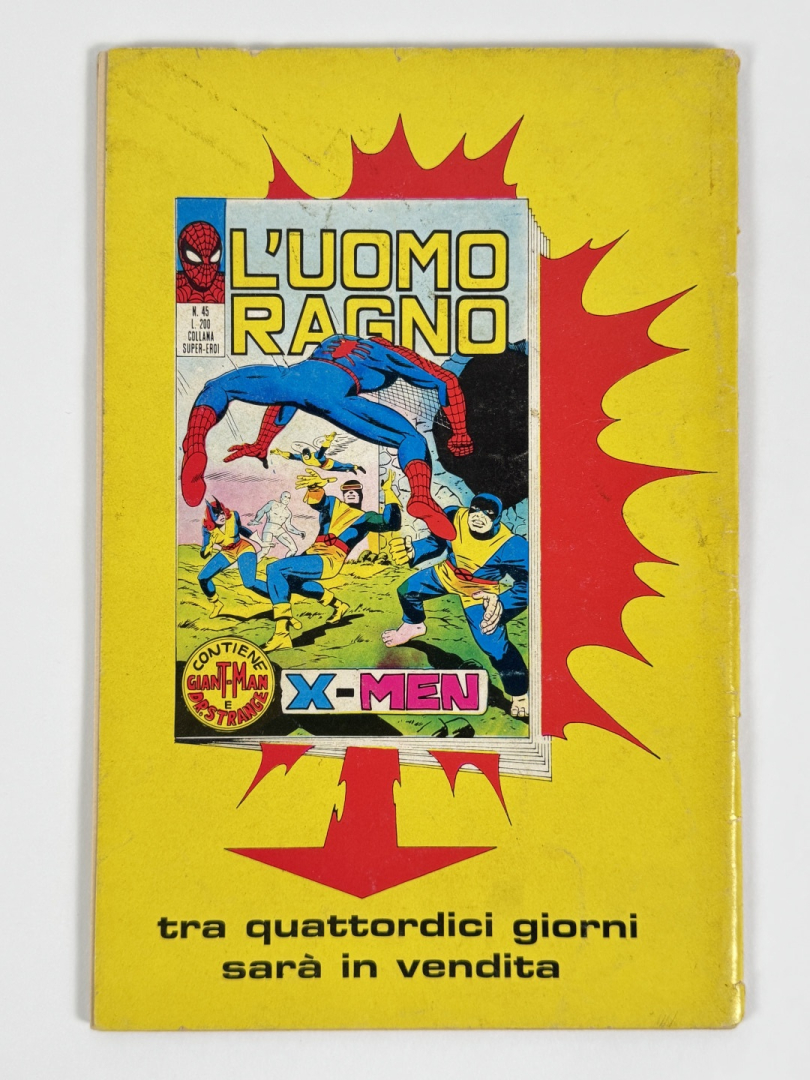 L'UOMO
RAGNO
N. 45
L. 200
COLLANA
SUPER-EROI
CONTIENE
GIANT-MAN
E
DR. STRANGE
X-MEN
tra quattordici giorni
sarà in vendita